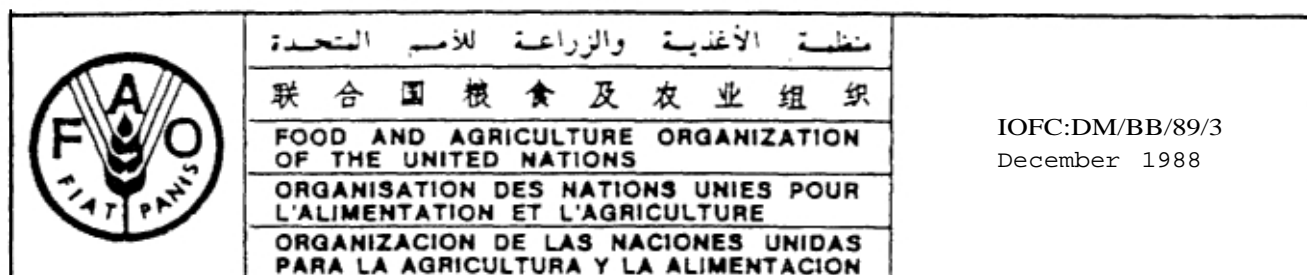 F A O
FIAT PANIS
منظمة الأغذية والزراعة للأمم المتحدة
联合国粮食及农业组织
FOOD AND AGRICULTURE ORGANIZATION
OF THE UNITED NATIONS
ORGANISATION DES NATIONS UNIES POUR
L'ALIMENTATION ET L'AGRICULTURE
ORGANIZACION DE LAS NACIONES UNIDAS
PARA LA AGRICULTURA Y LA ALIMENTACION
IOFC:DM/BB/89/3
December 1988